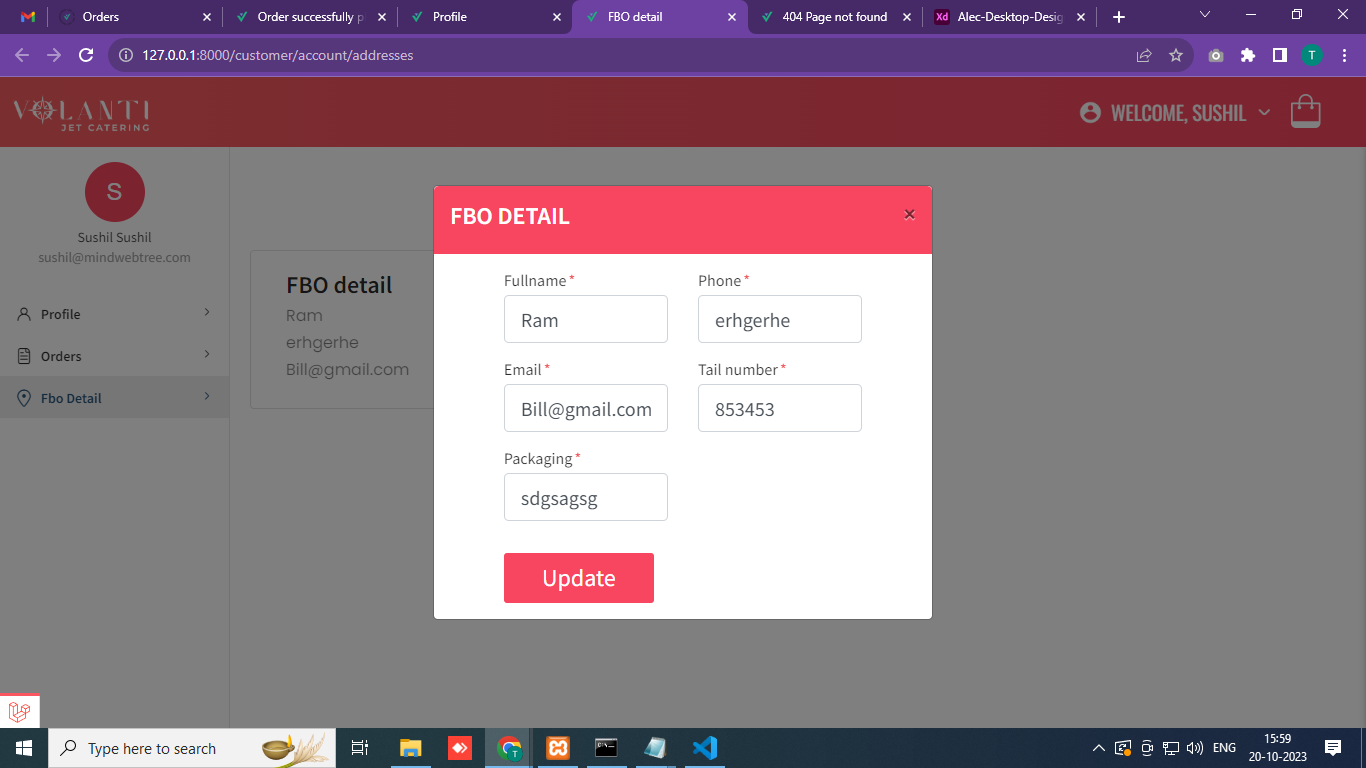 Orders
Order successfully p
Profile
FBO detail
404 Page not found
Xd Alec-Desktop-Desig
127.0.0.1:8000/customer/account/addresses
T
VOLANTI
JET CATERING
WELCOME, SUSHIL
S
Sushil Sushil
sushil@mindwebtree.com
Profile
Orders
Fbo Detail
FBO detail
Ram
erhgerhe
Bill@gmail.com
FBO DETAIL
×
Fullname* Phone*
Ram erhgerhe
Email* Tail number*
Bill@gmail.com 853453
Packaging*
sdgsagsg
Update
Type here to search
T
ENG
15:59
20-10-2023